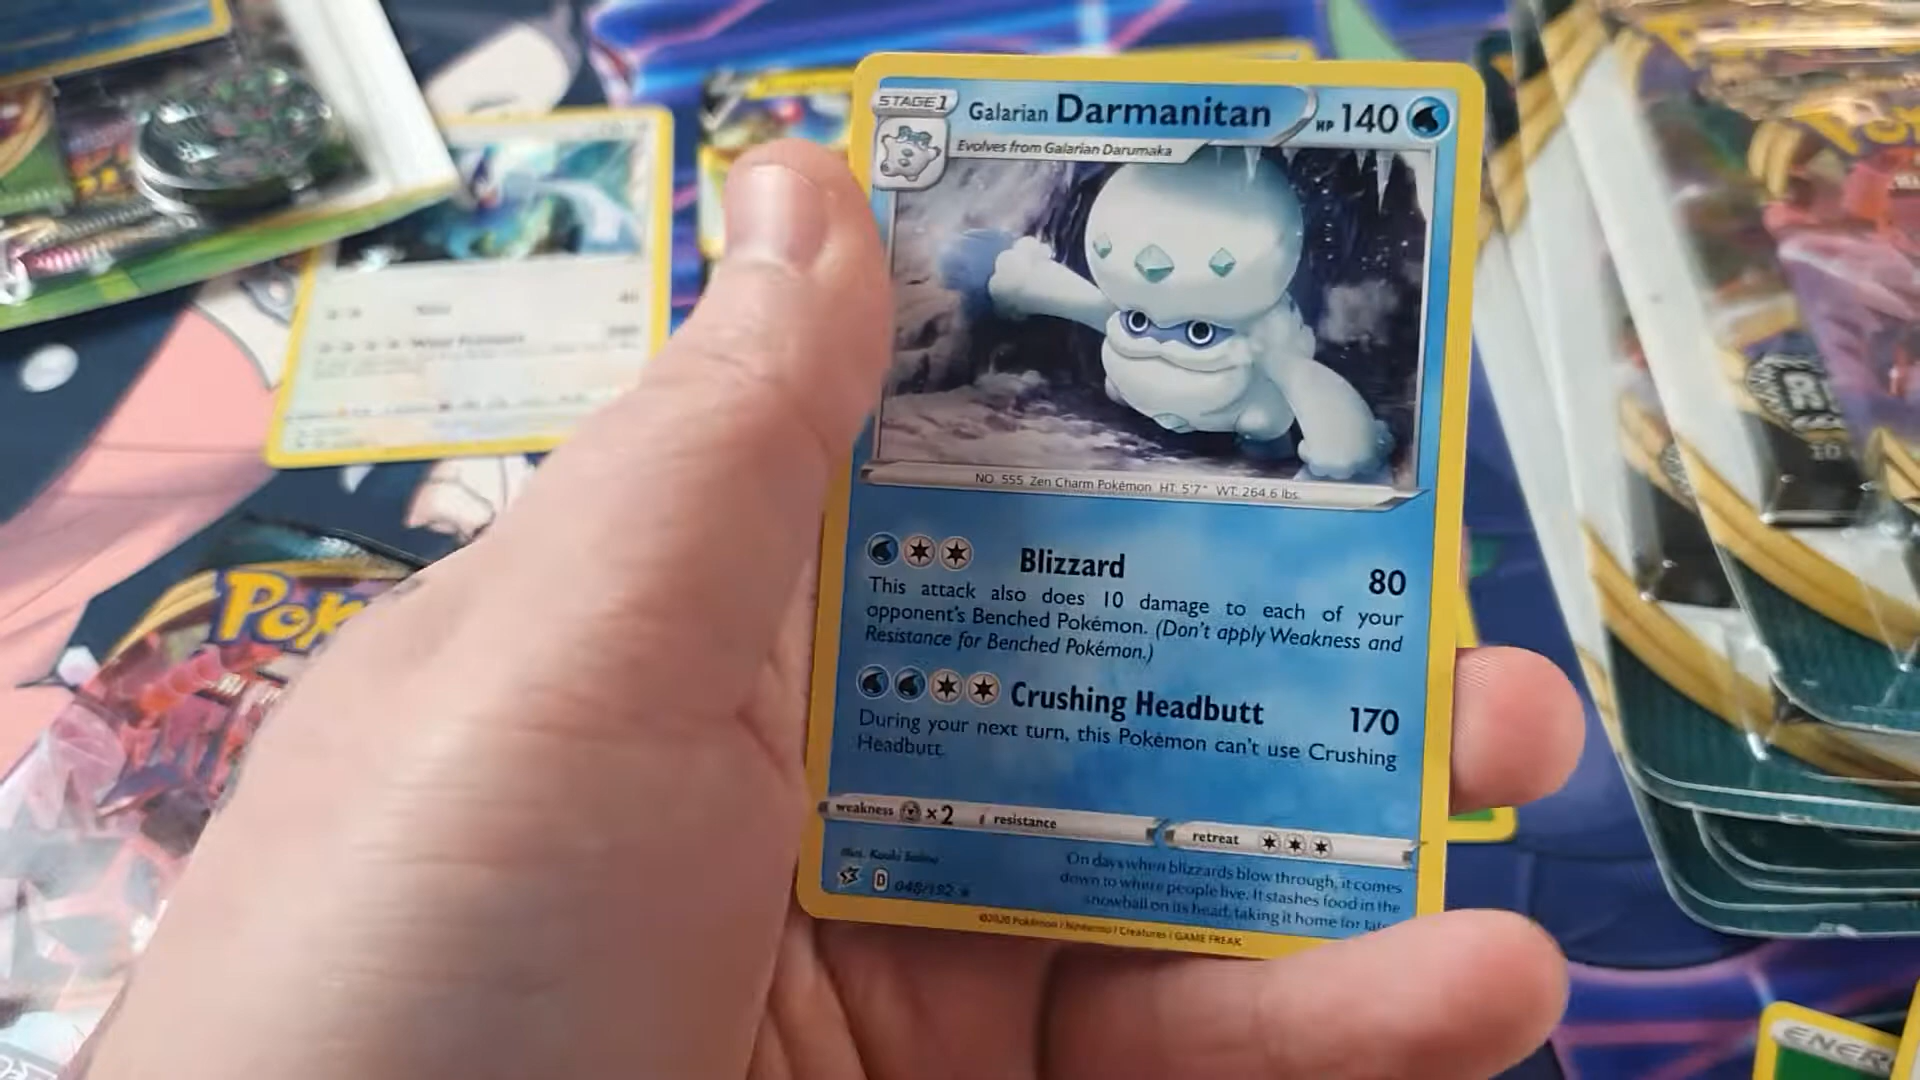 STAGE 1
Galarian Darmanitan
HP 140
Evolves from Galarian Darumaka
NO. 555 Zen Charm Pokémon HT: 5'7" WT: 264.6 lbs.
Blizzard 80
This attack also does 10 damage to each of your
opponent's Benched Pokémon. (Don't apply Weakness and
Resistance for Benched Pokémon.)
Crushing Headbutt 170
During your next turn, this Pokémon can't use Crushing
Headbutt.
weakness ×2 resistance
retreat
Illus.
On days when blizzards blow through, it comes
down to where people live. It stashes food in the
snowball on its head, taking it home for
D 048/192
©2020 Pokémon / Nintendo / Creatures / GAME FREAK
Pok
10
ENER